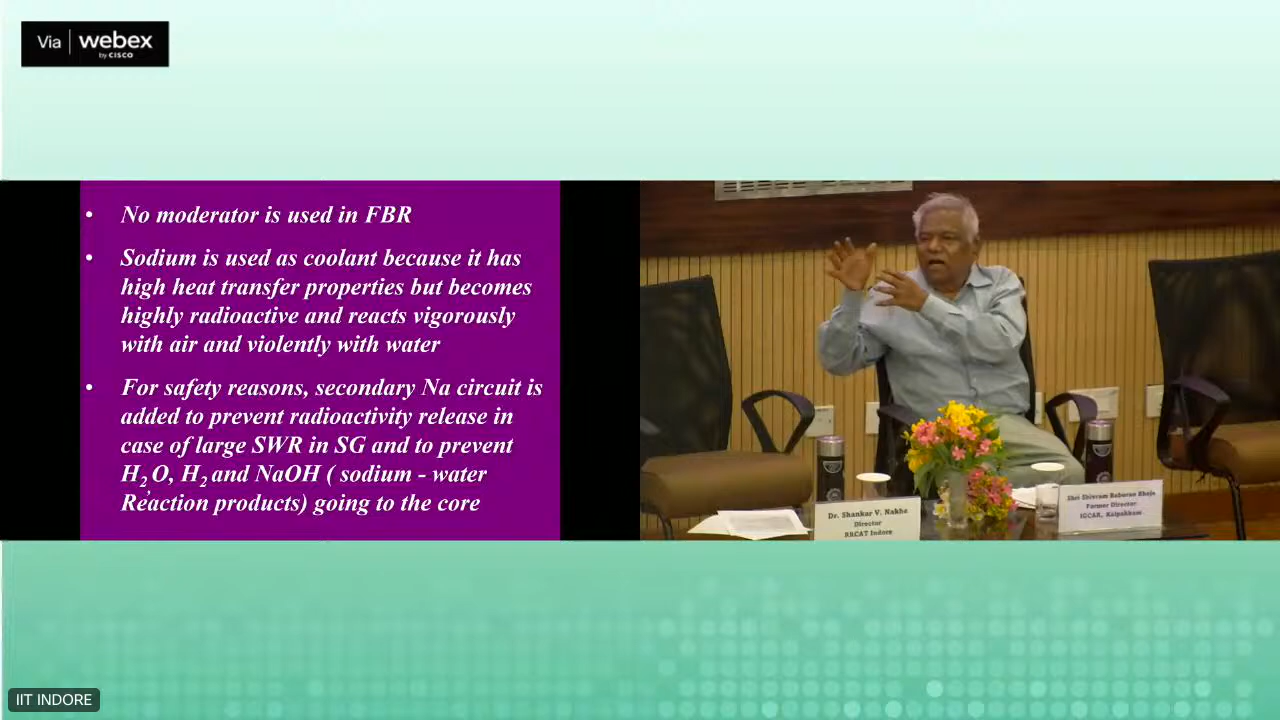 Via webex
by CISCO
• No moderator is used in FBR
• Sodium is used as coolant because it has
high heat transfer properties but becomes
highly radioactive and reacts vigorously
with air and violently with water
• For safety reasons, secondary Na circuit is
added to prevent radioactivity release in
case of large SWR in SG and to prevent
H2O, H2 and NaOH ( sodium - water
Reaction products) going to the core
Dr. Shankar V. Nakhe
Director
RRCAT Indore
Shri Shivram Baburao Bhoje
Former Director
IGCAR, Kalpakkam
IIT INDORE